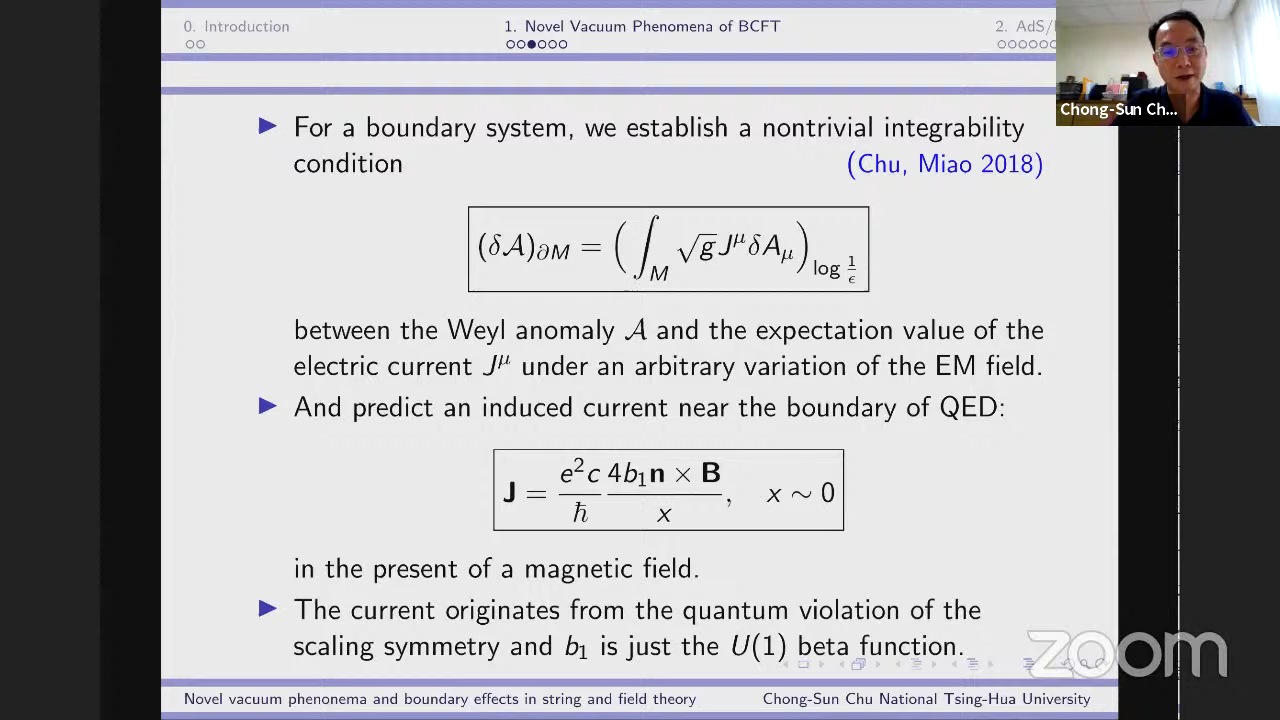 0. Introduction
1. Novel Vacuum Phenomena of BCFT
2. AdS/
Chong-Sun Ch...
▶ For a boundary system, we establish a nontrivial integrability
condition (Chu, Miao 2018)
(δ𝒜)_{∂M} = (∫_M √g J^μ δA_μ)_{log 1/ϵ}
between the Weyl anomaly 𝒜 and the expectation value of the
electric current J^μ under an arbitrary variation of the EM field.
▶ And predict an induced current near the boundary of QED:
J = e²c/ħ 4b₁n × B/x, x ∼ 0
in the present of a magnetic field.
▶ The current originates from the quantum violation of the
scaling symmetry and b₁ is just the U(1) beta function.
zoom
Novel vacuum phenonema and boundary effects in string and field theory
Chong-Sun Chu National Tsing-Hua University